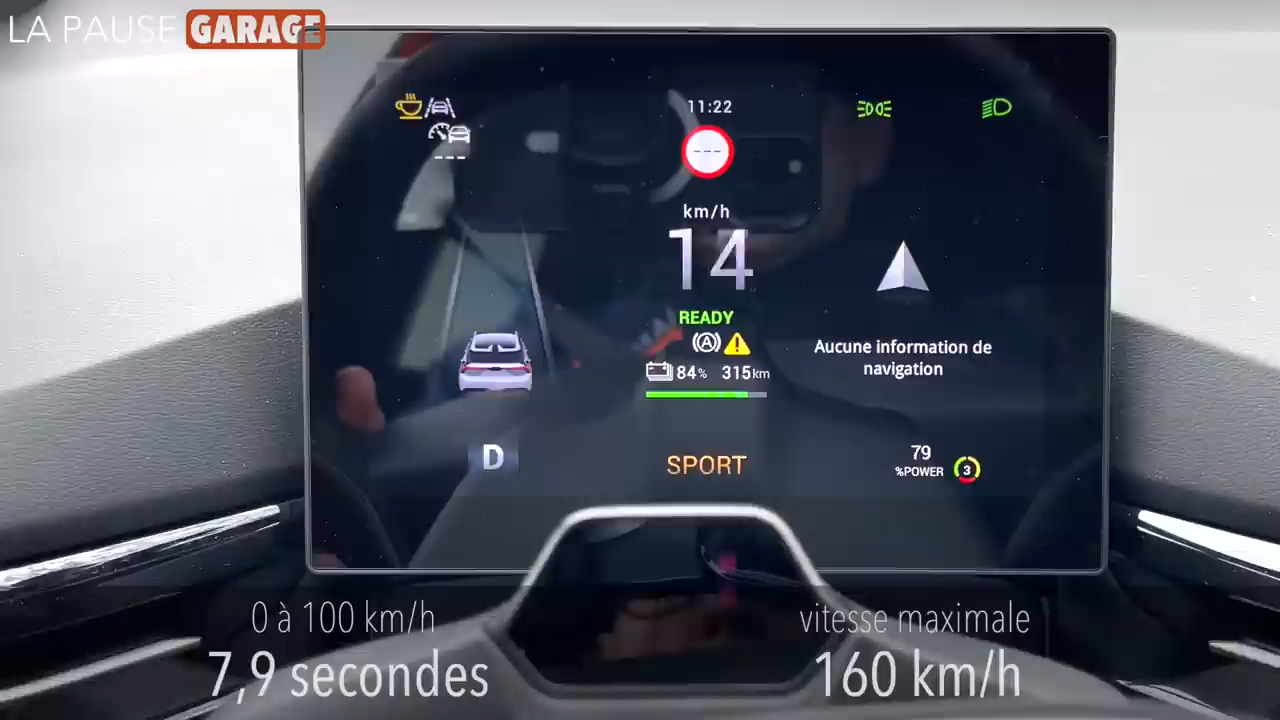 LA PAUSE GARAGE
11:22
km/h
14
READY
A
84% 315km
Aucune information de
navigation
D
SPORT
79
%POWER 3
0 à 100 km/h
7,9 secondes
vitesse maximale
160 km/h